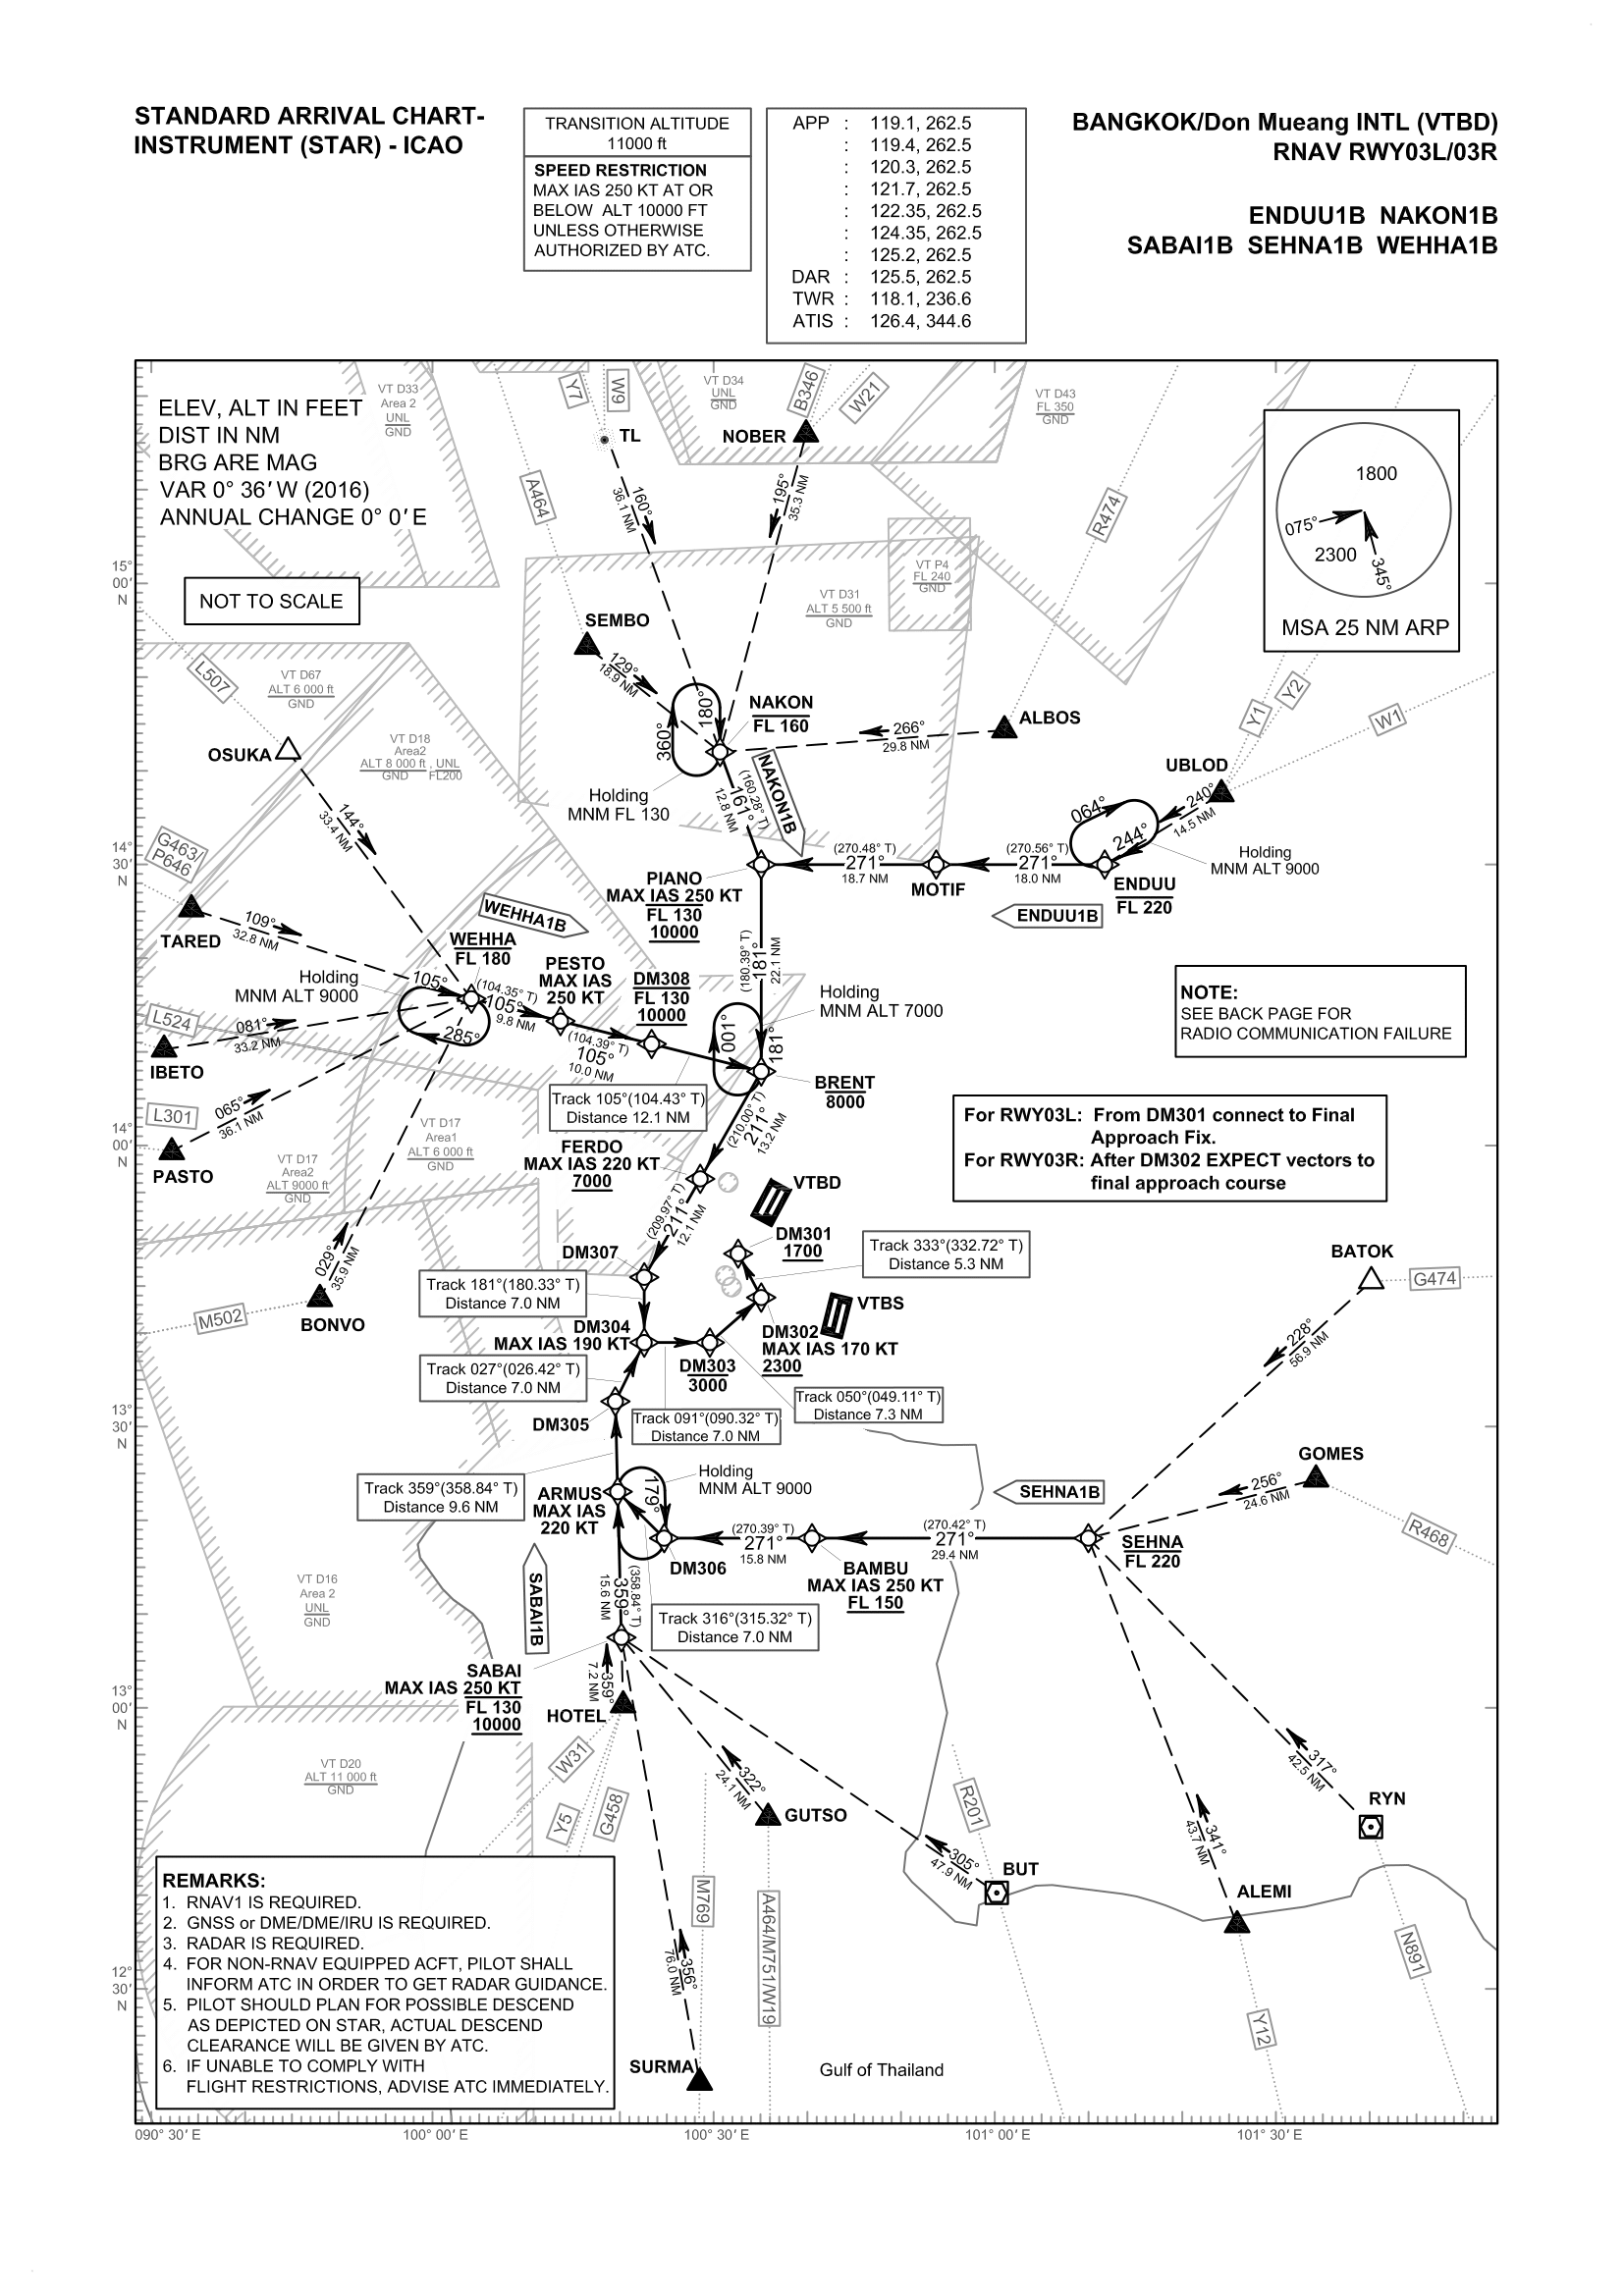 STANDARD ARRIVAL CHART-
INSTRUMENT (STAR) - ICAO
TRANSITION ALTITUDE
11000 ft
SPEED RESTRICTION
MAX IAS 250 KT AT OR
BELOW ALT 10000 FT
UNLESS OTHERWISE
AUTHORIZED BY ATC.
APP : 119.1, 262.5
: 119.4, 262.5
: 120.3, 262.5
: 121.7, 262.5
: 122.35, 262.5
: 124.35, 262.5
: 125.2, 262.5
DAR : 125.5, 262.5
TWR : 118.1, 236.6
ATIS : 126.4, 344.6
BANGKOK/Don Mueang INTL (VTBD)
RNAV RWY03L/03R
ENDUU1B NAKON1B
SABAI1B SEHNA1B WEHHA1B
ELEV, ALT IN FEET
DIST IN NM
BRG ARE MAG
VAR 0° 36′ W (2016)
ANNUAL CHANGE 0° 0′ E
NOT TO SCALE
VT D33
Area 2
UNL
GND
Y7
W9
VT D34
UNL
GND
B346
W21
VT D43
FL 350
GND
TL
NOBER
160°
36.1 NM
195°
35.3 NM
A464
R474
1800
075°
2300
345°
MSA 25 NM ARP
VT P4
FL 240
GND
VT D31
ALT 5 500 ft
GND
SEMBO
129°
18.9 NM
L507
VT D67
ALT 6 000 ft
GND
OSUKA
VT D18
Area2
ALT 8 000 ft , UNL
GND FL200
360°
180°
NAKON
FL 160
266°
29.8 NM
ALBOS
Y1
Y2
W1
UBLOD
240°
14.5 NM
Holding
MNM FL 130
161°
(160.28° T)
12.8 NM
NAKON1B
064°
244°
Holding
MNM ALT 9000
144°
33.4 NM
G463/
P646
(270.48° T)
271°
18.7 NM
(270.56° T)
271°
18.0 NM
MOTIF
ENDUU
FL 220
ENDUU1B
PIANO
MAX IAS 250 KT
FL 130
10000
TARED
109°
32.8 NM
WEHHA1B
WEHHA
FL 180
Holding
MNM ALT 9000
105°
(104.35° T)
105°
9.8 NM
285°
PESTO
MAX IAS
250 KT
DM308
FL 130
10000
(180.39° T)
181°
22.1 NM
Holding
MNM ALT 7000
001°
181°
L524
081°
33.2 NM
IBETO
(104.39° T)
105°
10.0 NM
BRENT
8000
Track 105°(104.43° T)
Distance 12.1 NM
NOTE:
SEE BACK PAGE FOR
RADIO COMMUNICATION FAILURE
L301
065°
36.1 NM
PASTO
VT D17
Area1
ALT 6 000 ft
GND
VT D17
Area2
ALT 9000 ft
GND
FERDO
MAX IAS 220 KT
7000
(210.00° T)
211°
13.2 NM
For RWY03L: From DM301 connect to Final
Approach Fix.
For RWY03R: After DM302 EXPECT vectors to
final approach course
VTBD
(209.97° T)
211°
12.1 NM
DM301
1700
Track 333°(332.72° T)
Distance 5.3 NM
DM307
Track 181°(180.33° T)
Distance 7.0 NM
029°
35.9 NM
M502
BONVO
VTBS
DM304
MAX IAS 190 KT
DM302
MAX IAS 170 KT
2300
DM303
3000
BATOK
G474
228°
56.9 NM
Track 027°(026.42° T)
Distance 7.0 NM
DM305
Track 091°(090.32° T)
Distance 7.0 NM
Track 050°(049.11° T)
Distance 7.3 NM
Track 359°(358.84° T)
Distance 9.6 NM
ARMUS
MAX IAS
220 KT
179°
Holding
MNM ALT 9000
SEHNA1B
GOMES
256°
24.6 NM
R468
DM306
(270.39° T)
271°
15.8 NM
BAMBU
MAX IAS 250 KT
FL 150
(270.42° T)
271°
29.4 NM
SEHNA
FL 220
SABAI1B
359°
(358.84° T)
15.6 NM
Track 316°(315.32° T)
Distance 7.0 NM
VT D16
Area 2
UNL
GND
SABAI
MAX IAS 250 KT
FL 130
10000
359°
7.2 NM
HOTEL
VT D20
ALT 11 000 ft
GND
W31
Y5
G458
322°
24.1 NM
GUTSO
305°
47.9 NM
BUT
R201
317°
42.5 NM
RYN
341°
43.7 NM
ALEMI
M769
A464/M751/W19
356°
76.0 NM
SURMA
Gulf of Thailand
Y12
N891
REMARKS:
1. RNAV1 IS REQUIRED.
2. GNSS or DME/DME/IRU IS REQUIRED.
3. RADAR IS REQUIRED.
4. FOR NON-RNAV EQUIPPED ACFT, PILOT SHALL
INFORM ATC IN ORDER TO GET RADAR GUIDANCE.
5. PILOT SHOULD PLAN FOR POSSIBLE DESCEND
AS DEPICTED ON STAR, ACTUAL DESCEND
CLEARANCE WILL BE GIVEN BY ATC.
6. IF UNABLE TO COMPLY WITH
FLIGHT RESTRICTIONS, ADVISE ATC IMMEDIATELY.
15°
00′
N
14°
30′
N
14°
00′
N
13°
30′
N
13°
00′
N
12°
30′
N
090° 30′ E
100° 00′ E
100° 30′ E
101° 00′ E
101° 30′ E